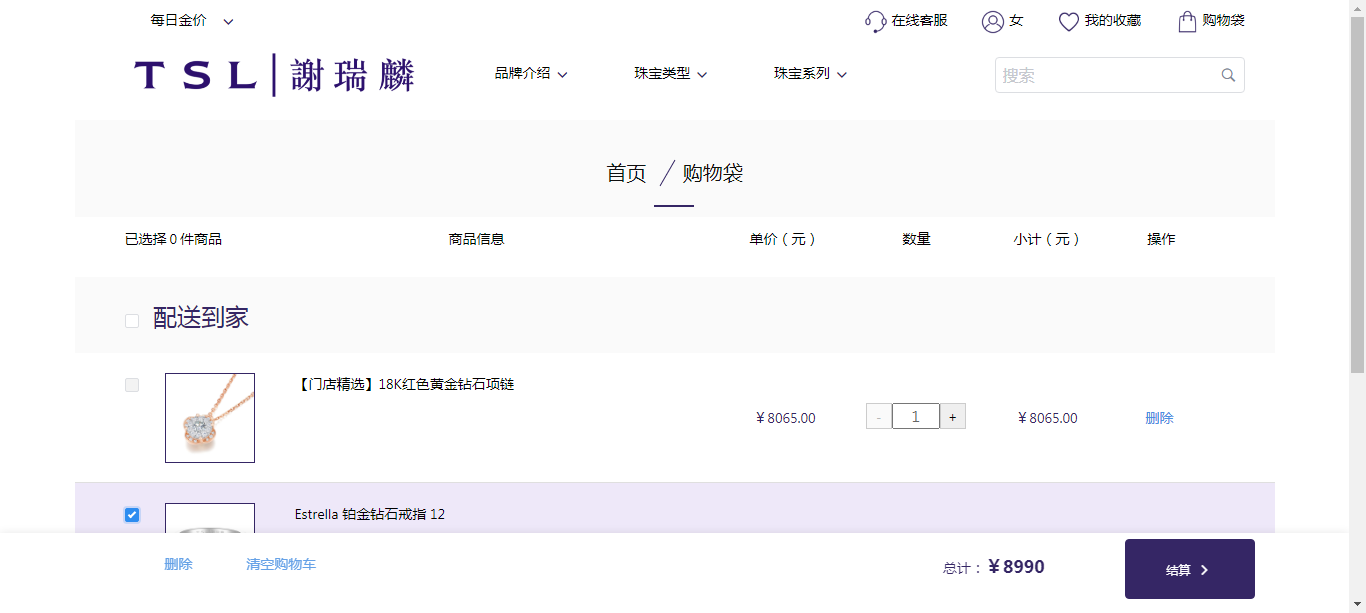 每日金价
在线客服 女 我的收藏 购物袋
TSL 謝瑞麟
品牌介绍 珠宝类型 珠宝系列
搜索
首页 / 购物袋
已选择 0 件商品 商品信息 单价（元） 数量 小计（元） 操作
配送到家
【门店精选】18K红色黄金钻石项链
¥ 8065.00 - 1 + ¥ 8065.00 删除
Estrella 铂金钻石戒指 12
删除 清空购物车 总计：¥ 8990 结算